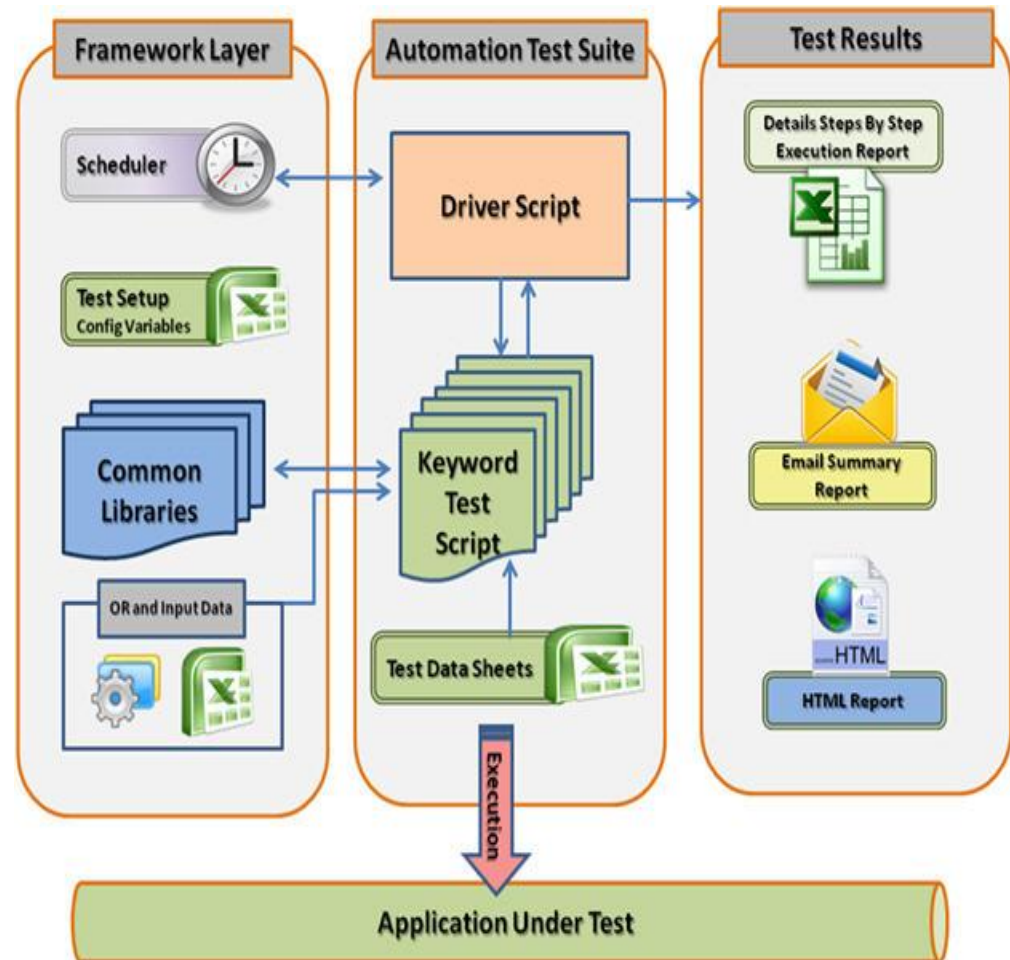 Framework Layer
Scheduler
Test Setup
Config Variables
Common
Libraries
OR and Input Data
Automation Test Suite
Driver Script
Keyword
Test
Script
Test Data Sheets
Execution
Test Results
Details Steps By Step
Execution Report
Email Summary
Report
HTML
HTML Report
Application Under Test